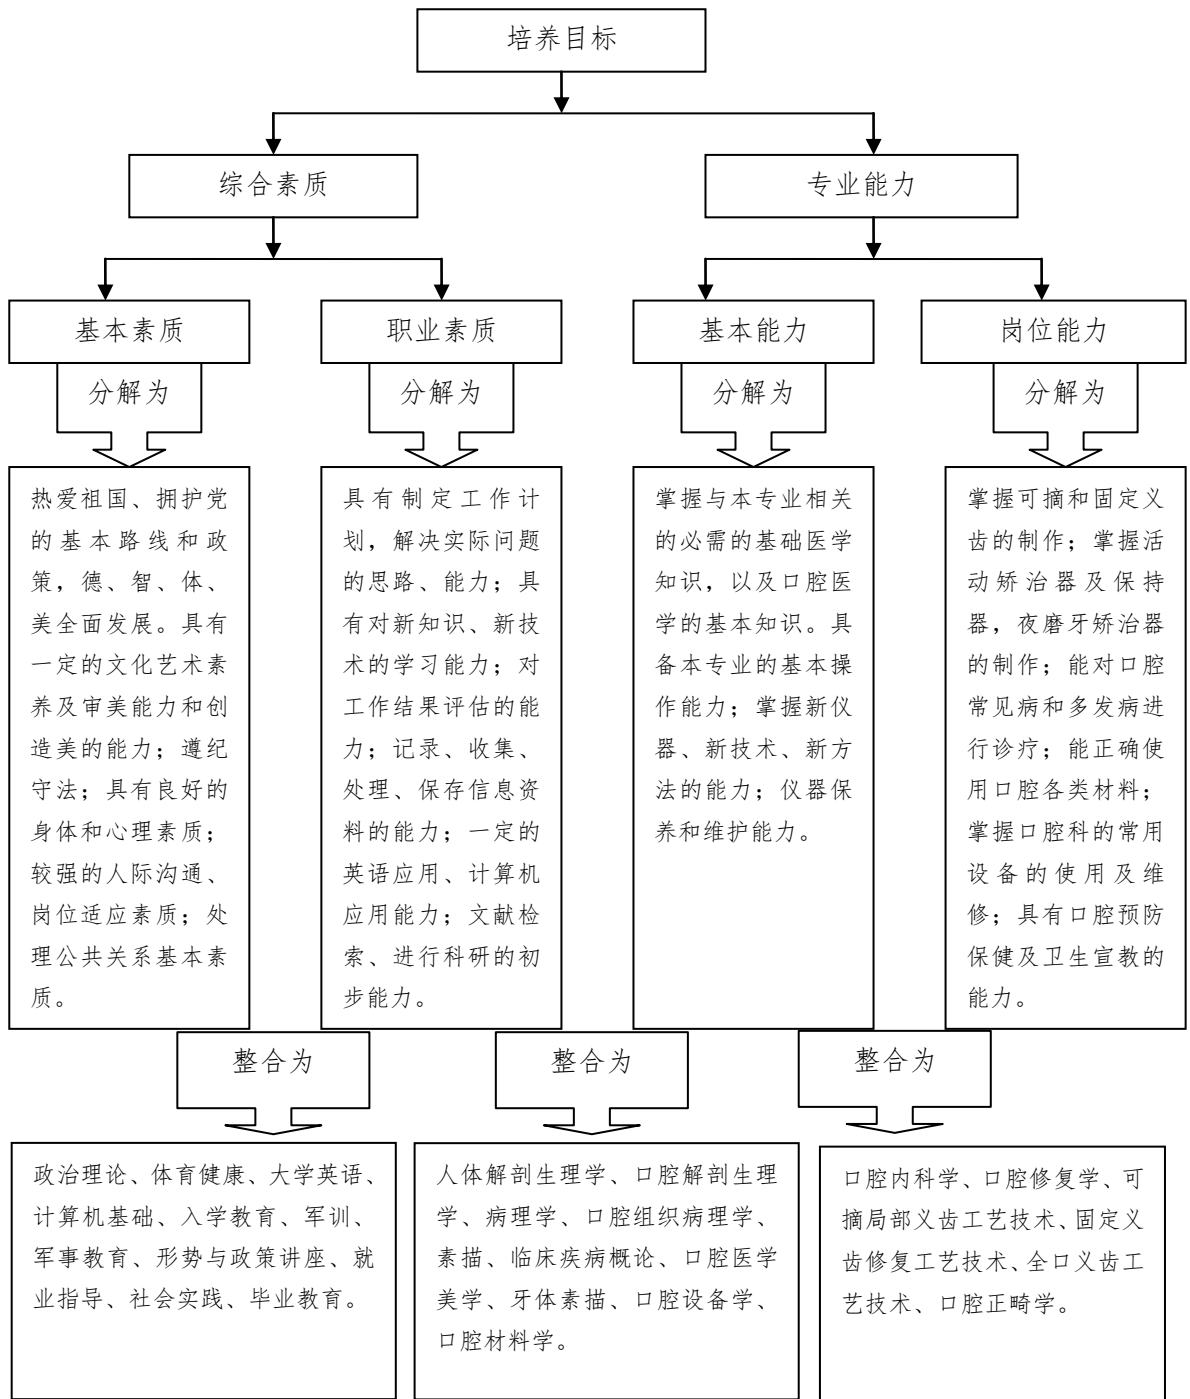 培养目标
综合素质
专业能力
基本素质
职业素质
基本能力
岗位能力
分解为
分解为
分解为
分解为
热爱祖国、拥护党
的基本路线和政
策，德、智、体、
美全面发展。具有
一定的文化艺术素
养及审美能力和创
造美的能力；遵纪
守法；具有良好的
身体和心理素质；
较强的人际沟通、
岗位适应素质；处
理公共关系基本素
质。
具有制定工作计
划，解决实际问题
的思路、能力；具
有对新知识、新技
术的学习能力；对
工作结果评估的能
力；记录、收集、
处理、保存信息资
料的能力；一定的
英语应用、计算机
应用能力；文献检
索、进行科研的初
步能力。
掌握与本专业相关
的必需的基础医学
知识，以及口腔医
学的基本知识。具
备本专业的基本操
作能力；掌握新仪
器、新技术、新方
法的能力；仪器保
养和维护能力。
掌握可摘和固定义
齿的制作；掌握活
动矫治器及保持
器，夜磨牙矫治器
的制作；能对口腔
常见病和多发病进
行诊疗；能正确使
用口腔各类材料；
掌握口腔科的常用
设备的使用及维
修；具有口腔预防
保健及卫生宣教的
能力。
整合为
整合为
整合为
政治理论、体育健康、大学英语、
计算机基础、入学教育、军训、
军事教育、形势与政策讲座、就
业指导、社会实践、毕业教育。
人体解剖生理学、口腔解剖生理
学、病理学、口腔组织病理学、
素描、临床疾病概论、口腔医学
美学、牙体素描、口腔设备学、
口腔材料学。
口腔内科学、口腔修复学、可
摘局部义齿工艺技术、固定义
齿修复工艺技术、全口义齿工
艺技术、口腔正畸学。